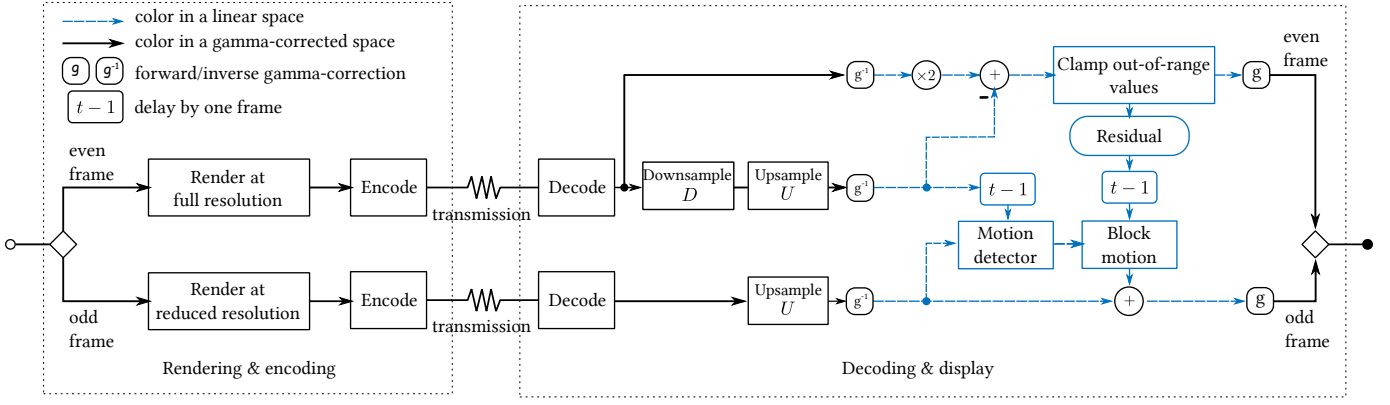 color in a linear space
color in a gamma-corrected space
g g⁻¹ forward/inverse gamma-correction
t − 1 delay by one frame
even
frame
Render at
full resolution
Encode
transmission
odd
frame
Render at
reduced resolution
Encode
transmission
Rendering & encoding
Decode
Downsample
D
Upsample
U
g⁻¹
g⁻¹
×2
+
-
Clamp out-of-range
values
g
even
frame
Residual
t − 1
t − 1
Motion
detector
Block
motion
Decode
Upsample
U
g⁻¹
+
g
odd
frame
Decoding & display